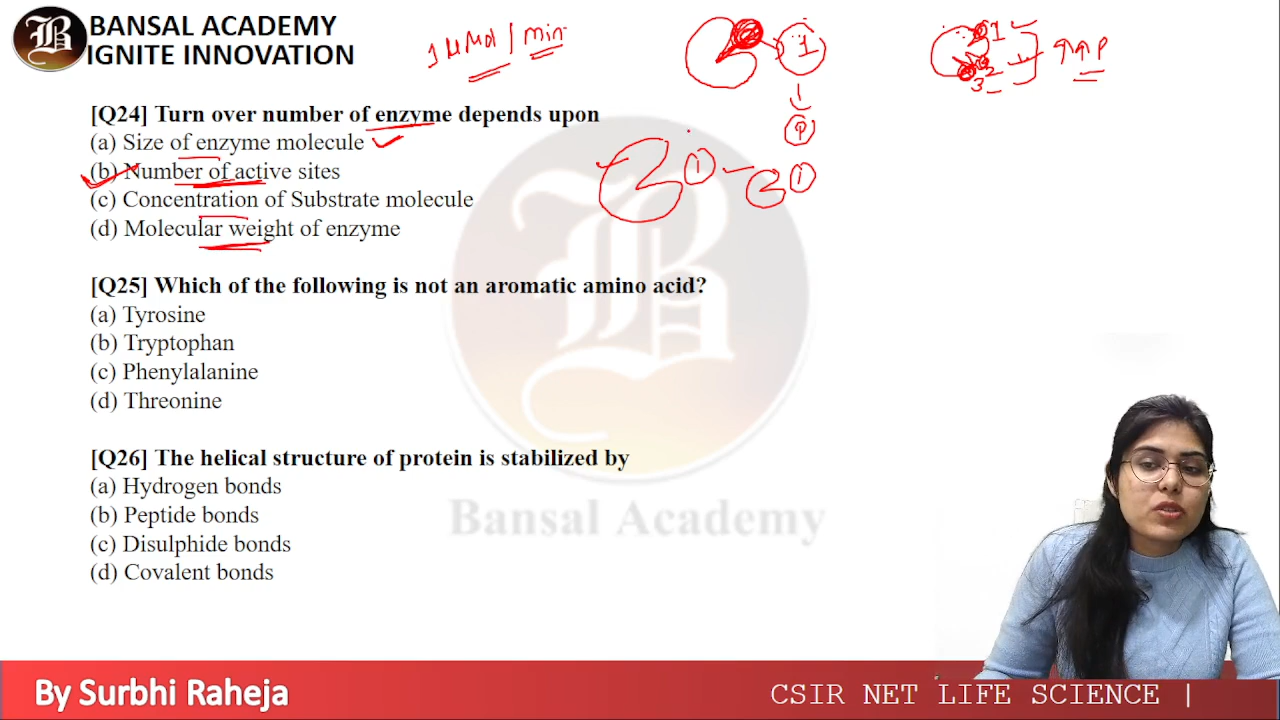 BANSAL ACADEMY
IGNITE INNOVATION
1 μMol / min
[Q24] Turn over number of enzyme depends upon
(a) Size of enzyme molecule
(b) Number of active sites
(c) Concentration of Substrate molecule
(d) Molecular weight of enzyme
[Q25] Which of the following is not an aromatic amino acid?
(a) Tyrosine
(b) Tryptophan
(c) Phenylalanine
(d) Threonine
[Q26] The helical structure of protein is stabilized by
(a) Hydrogen bonds
(b) Peptide bonds
(c) Disulphide bonds
(d) Covalent bonds
Bansal Academy
By Surbhi Raheja
CSIR NET LIFE SCIENCE |